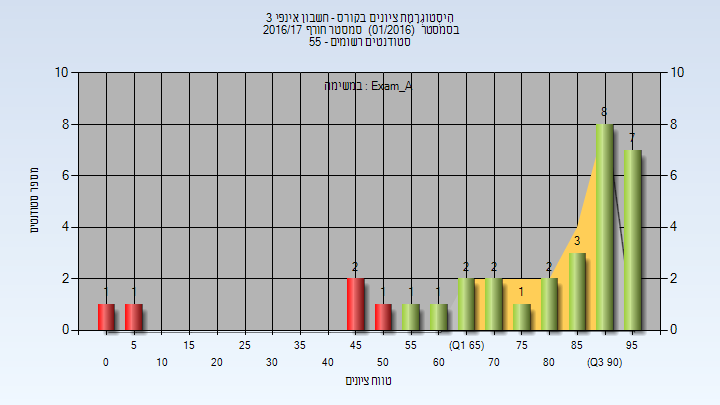 הִיסְטוֹגְרָמַת ציונים בקורס - חשבון אינפי 3
בסמסטר (01/2016) סמסטר חורף 2016/17
סטודנטים רשומים - 55
במשימה : Exam_A
מספר סטודנטים
10 10
8 8
6 6
4 4
2 2
0 0
1 1 2 1 1 1 2 2 1 2 3 8 7
5 15 25 35 45 55 (Q1 65) 75 85 95
0 10 20 30 40 50 60 70 80 (Q3 90)
טווח ציונים